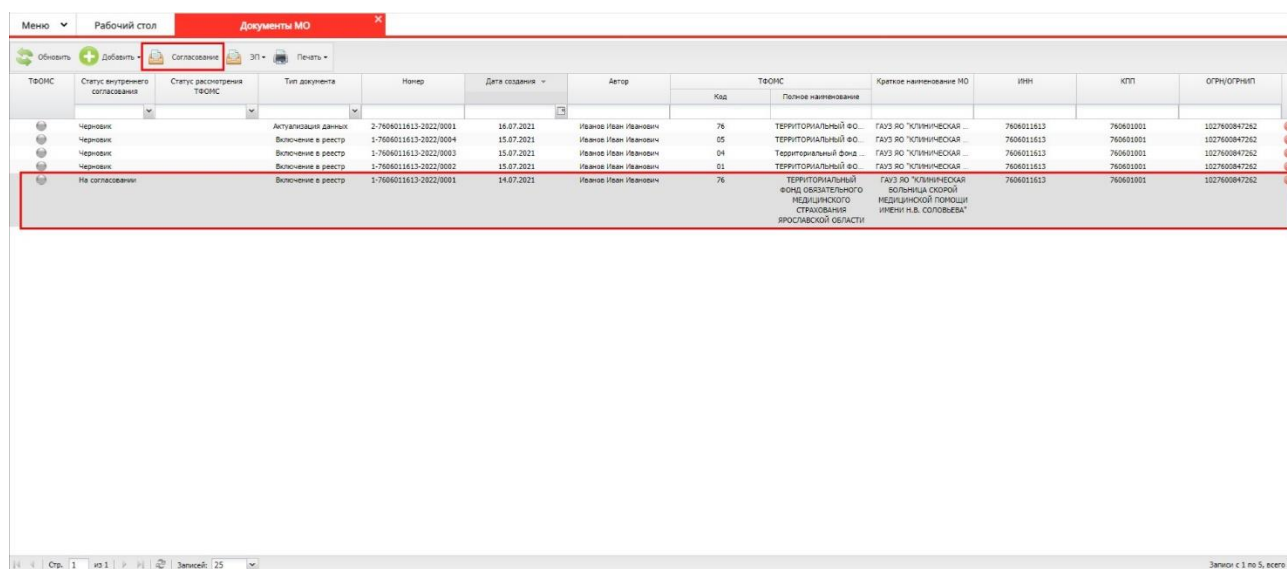 Меню Рабочий стол Документы МО
Обновить Добавить Согласование ЭП Печать
ТФОМС Статус внутреннего согласования Статус рассмотрения ТФОМС Тип документа Номер Дата создания Автор ТФОМС Краткое наименование МО ИНН КПП ОГРН/ОГРНИП
Код Полное наименование
Черновик Актуализация данных 2-7606011613-2022/0001 16.07.2021 Иванов Иван Иванович 76 ТЕРРИТОРИАЛЬНЫЙ ФО... ГАУЗ ЯО "КЛИНИЧЕСКАЯ ... 7606011613 760601001 1027600847262
Черновик Включение в реестр 1-7606011613-2022/0004 15.07.2021 Иванов Иван Иванович 05 ТЕРРИТОРИАЛЬНЫЙ ФО... ГАУЗ ЯО "КЛИНИЧЕСКАЯ ... 7606011613 760601001 1027600847262
Черновик Включение в реестр 1-7606011613-2022/0003 15.07.2021 Иванов Иван Иванович 04 Территориальный фонд ... ГАУЗ ЯО "КЛИНИЧЕСКАЯ ... 7606011613 760601001 1027600847262
Черновик Включение в реестр 1-7606011613-2022/0002 15.07.2021 Иванов Иван Иванович 01 ТЕРРИТОРИАЛЬНЫЙ ФО... ГАУЗ ЯО "КЛИНИЧЕСКАЯ ... 7606011613 760601001 1027600847262
На согласовании Включение в реестр 1-7606011613-2022/0001 14.07.2021 Иванов Иван Иванович 76 ТЕРРИТОРИАЛЬНЫЙ ГАУЗ ЯО "КЛИНИЧЕСКАЯ 7606011613 760601001 1027600847262
ФОНД ОБЯЗАТЕЛЬНОГО БОЛЬНИЦА СКОРОЙ
МЕДИЦИНСКОГО МЕДИЦИНСКОЙ ПОМОЩИ
СТРАХОВАНИЯ ИМЕНИ Н.В. СОЛОВЬЕВА"
ЯРОСЛАВСКОЙ ОБЛАСТИ
Стр. 1 из 1 Записей: 25 Записи с 1 по 5, всего